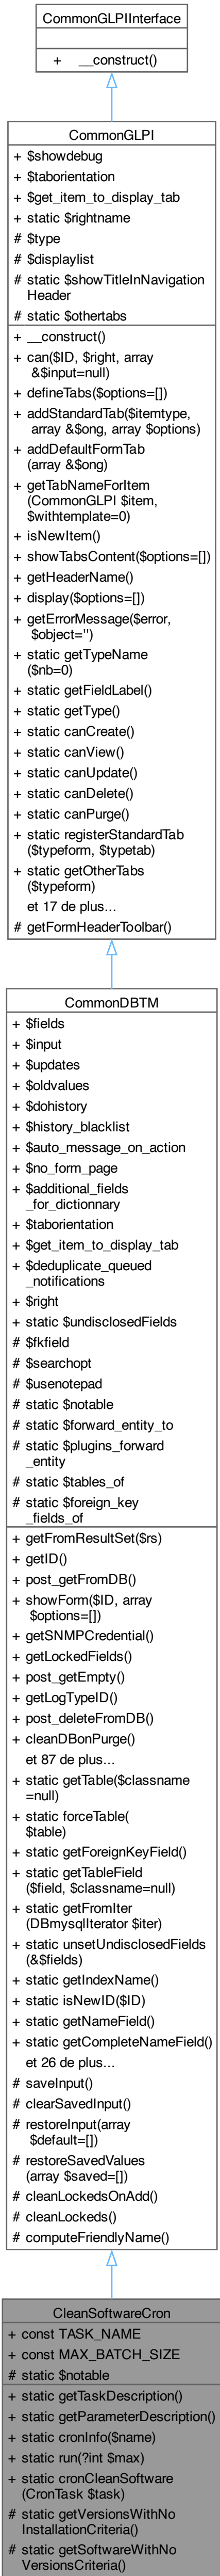 CommonGLPIInterface
+ __construct()
CommonGLPI
+ $showdebug
+ $taborientation
+ $get_item_to_display_tab
+ static $rightname
# $type
# $displaylist
# static $showTitleInNavigation
Header
# static $othertabs
+ __construct()
+ can($ID, $right, array
&$input=null)
+ defineTabs($options=[])
+ addStandardTab($itemtype,
array &$ong, array $options)
+ addDefaultFormTab
(array &$ong)
+ getTabNameForItem
(CommonGLPI $item,
$withtemplate=0)
+ isNewItem()
+ showTabsContent($options=[])
+ getHeaderName()
+ display($options=[])
+ getErrorMessage($error,
$object='')
+ static getTypeName
($nb=0)
+ static getFieldLabel()
+ static getType()
+ static canCreate()
+ static canView()
+ static canUpdate()
+ static canDelete()
+ static canPurge()
+ static registerStandardTab
($typeform, $typetab)
+ static getOtherTabs
($typeform)
et 17 de plus...
# getFormHeaderToolbar()
CommonDBTM
+ $fields
+ $input
+ $updates
+ $oldvalues
+ $dohistory
+ $history_blacklist
+ $auto_message_on_action
+ $no_form_page
+ $additional_fields
_for_dictionnary
+ $taborientation
+ $get_item_to_display_tab
+ $deduplicate_queued
_notifications
+ $right
+ static $undisclosedFields
# $fkfield
# $searchopt
# $usenotepad
# static $notable
# static $forward_entity_to
# static $plugins_forward
_entity
# static $tables_of
# static $foreign_key
_fields_of
+ getFromResultSet($rs)
+ getID()
+ post_getFromDB()
+ showForm($ID, array
$options=[])
+ getSNMPCredential()
+ getLockedFields()
+ post_getEmpty()
+ getLogTypeID()
+ post_deleteFromDB()
+ cleanDBonPurge()
et 87 de plus...
+ static getTable($classname
=null)
+ static forceTable(
$table)
+ static getForeignKeyField()
+ static getTableField
($field, $classname=null)
+ static getFromIter
(DBmysqlIterator $iter)
+ static unsetUndisclosedFields
(&$fields)
+ static getIndexName()
+ static isNewID($ID)
+ static getNameField()
+ static getCompleteNameField()
et 26 de plus...
# saveInput()
# clearSavedInput()
# restoreInput(array
$default=[])
# restoreSavedValues
(array $saved=[])
# cleanLockedsOnAdd()
# cleanLockeds()
# computeFriendlyName()
CleanSoftwareCron
+ const TASK_NAME
+ const MAX_BATCH_SIZE
# static $notable
+ static getTaskDescription()
+ static getParameterDescription()
+ static cronInfo($name)
+ static run(?int $max)
+ static cronCleanSoftware
(CronTask $task)
# static getVersionsWithNo
InstallationCriteria()
# static getSoftwareWithNo
VersionsCriteria()